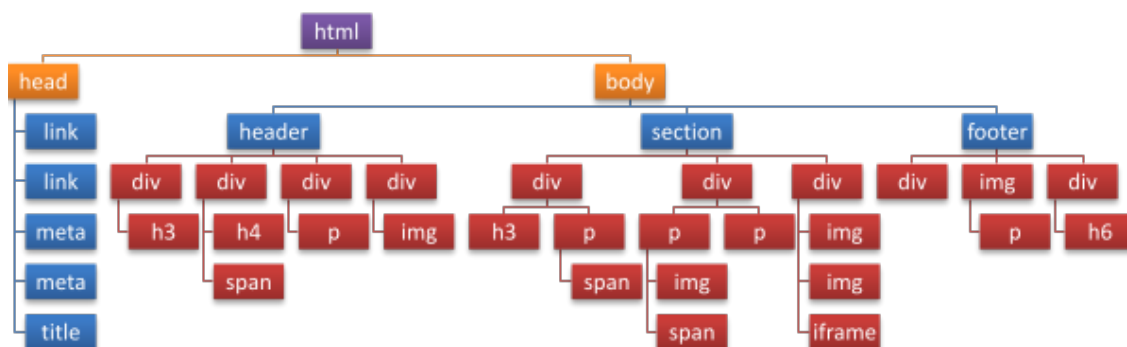 html
head body
link header section footer
link div div div div div div div div img div
meta h3 h4 p img h3 p p p img p h6
meta span span img img
title span iframe